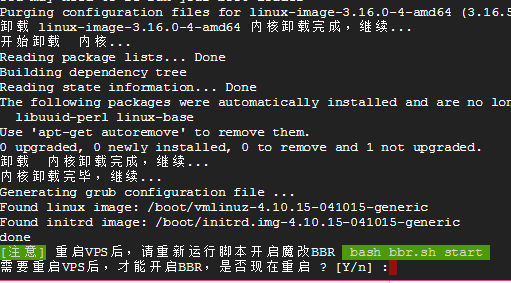 Purging configuration files for linux-image-3.16.0-4-amd64 (3.16.5
卸载 linux-image-3.16.0-4-amd64 内核卸载完成，继续...
开始卸载  内核...
Reading package lists... Done
Building dependency tree
Reading state information... Done
The following packages were automatically installed and are no lon
  libuuid-perl linux-base
Use 'apt-get autoremove' to remove them.
0 upgraded, 0 newly installed, 0 to remove and 1 not upgraded.
卸载  内核卸载完成，继续...
内核卸载完毕，继续...
Generating grub configuration file ...
Found linux image: /boot/vmlinuz-4.10.15-041015-generic
Found initrd image: /boot/initrd.img-4.10.15-041015-generic
done
[注意] 重启VPS后，请重新运行脚本开启魔改BBR  bash bbr.sh start
需要重启VPS后，才能开启BBR，是否现在重启 ? [Y/n] :